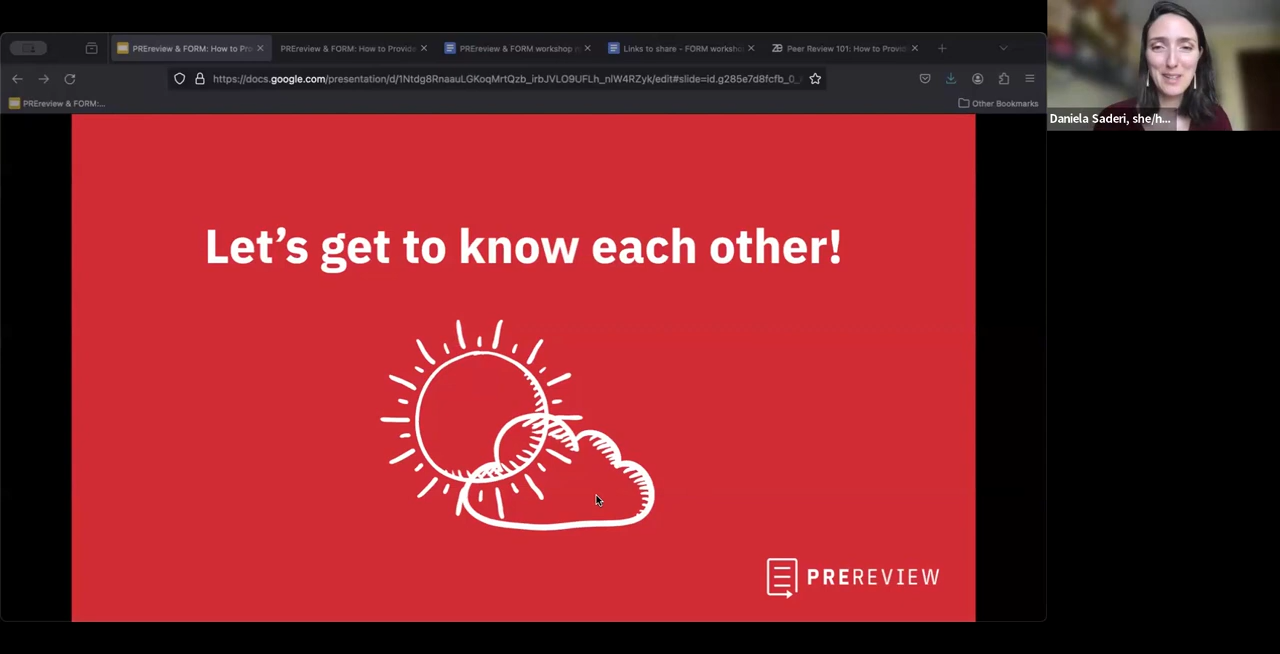 PREreview & FORM: How to Pro
PREreview & FORM: How to Provide
PREreview & FORM workshop
Links to share - FORM worksho
Peer Review 101: How to Provid
https://docs.google.com/presentation/d/1Ntdg8RnaauLGKoqMrtQzb_irbJVLO9UFLh_nlW4RZyk/edit#slide=id.g285e7d8fcfb_0_
PREreview & FORM:...
Other Bookmarks
Daniela Saderi, she/h...
Let's get to know each other!
PREREVIEW